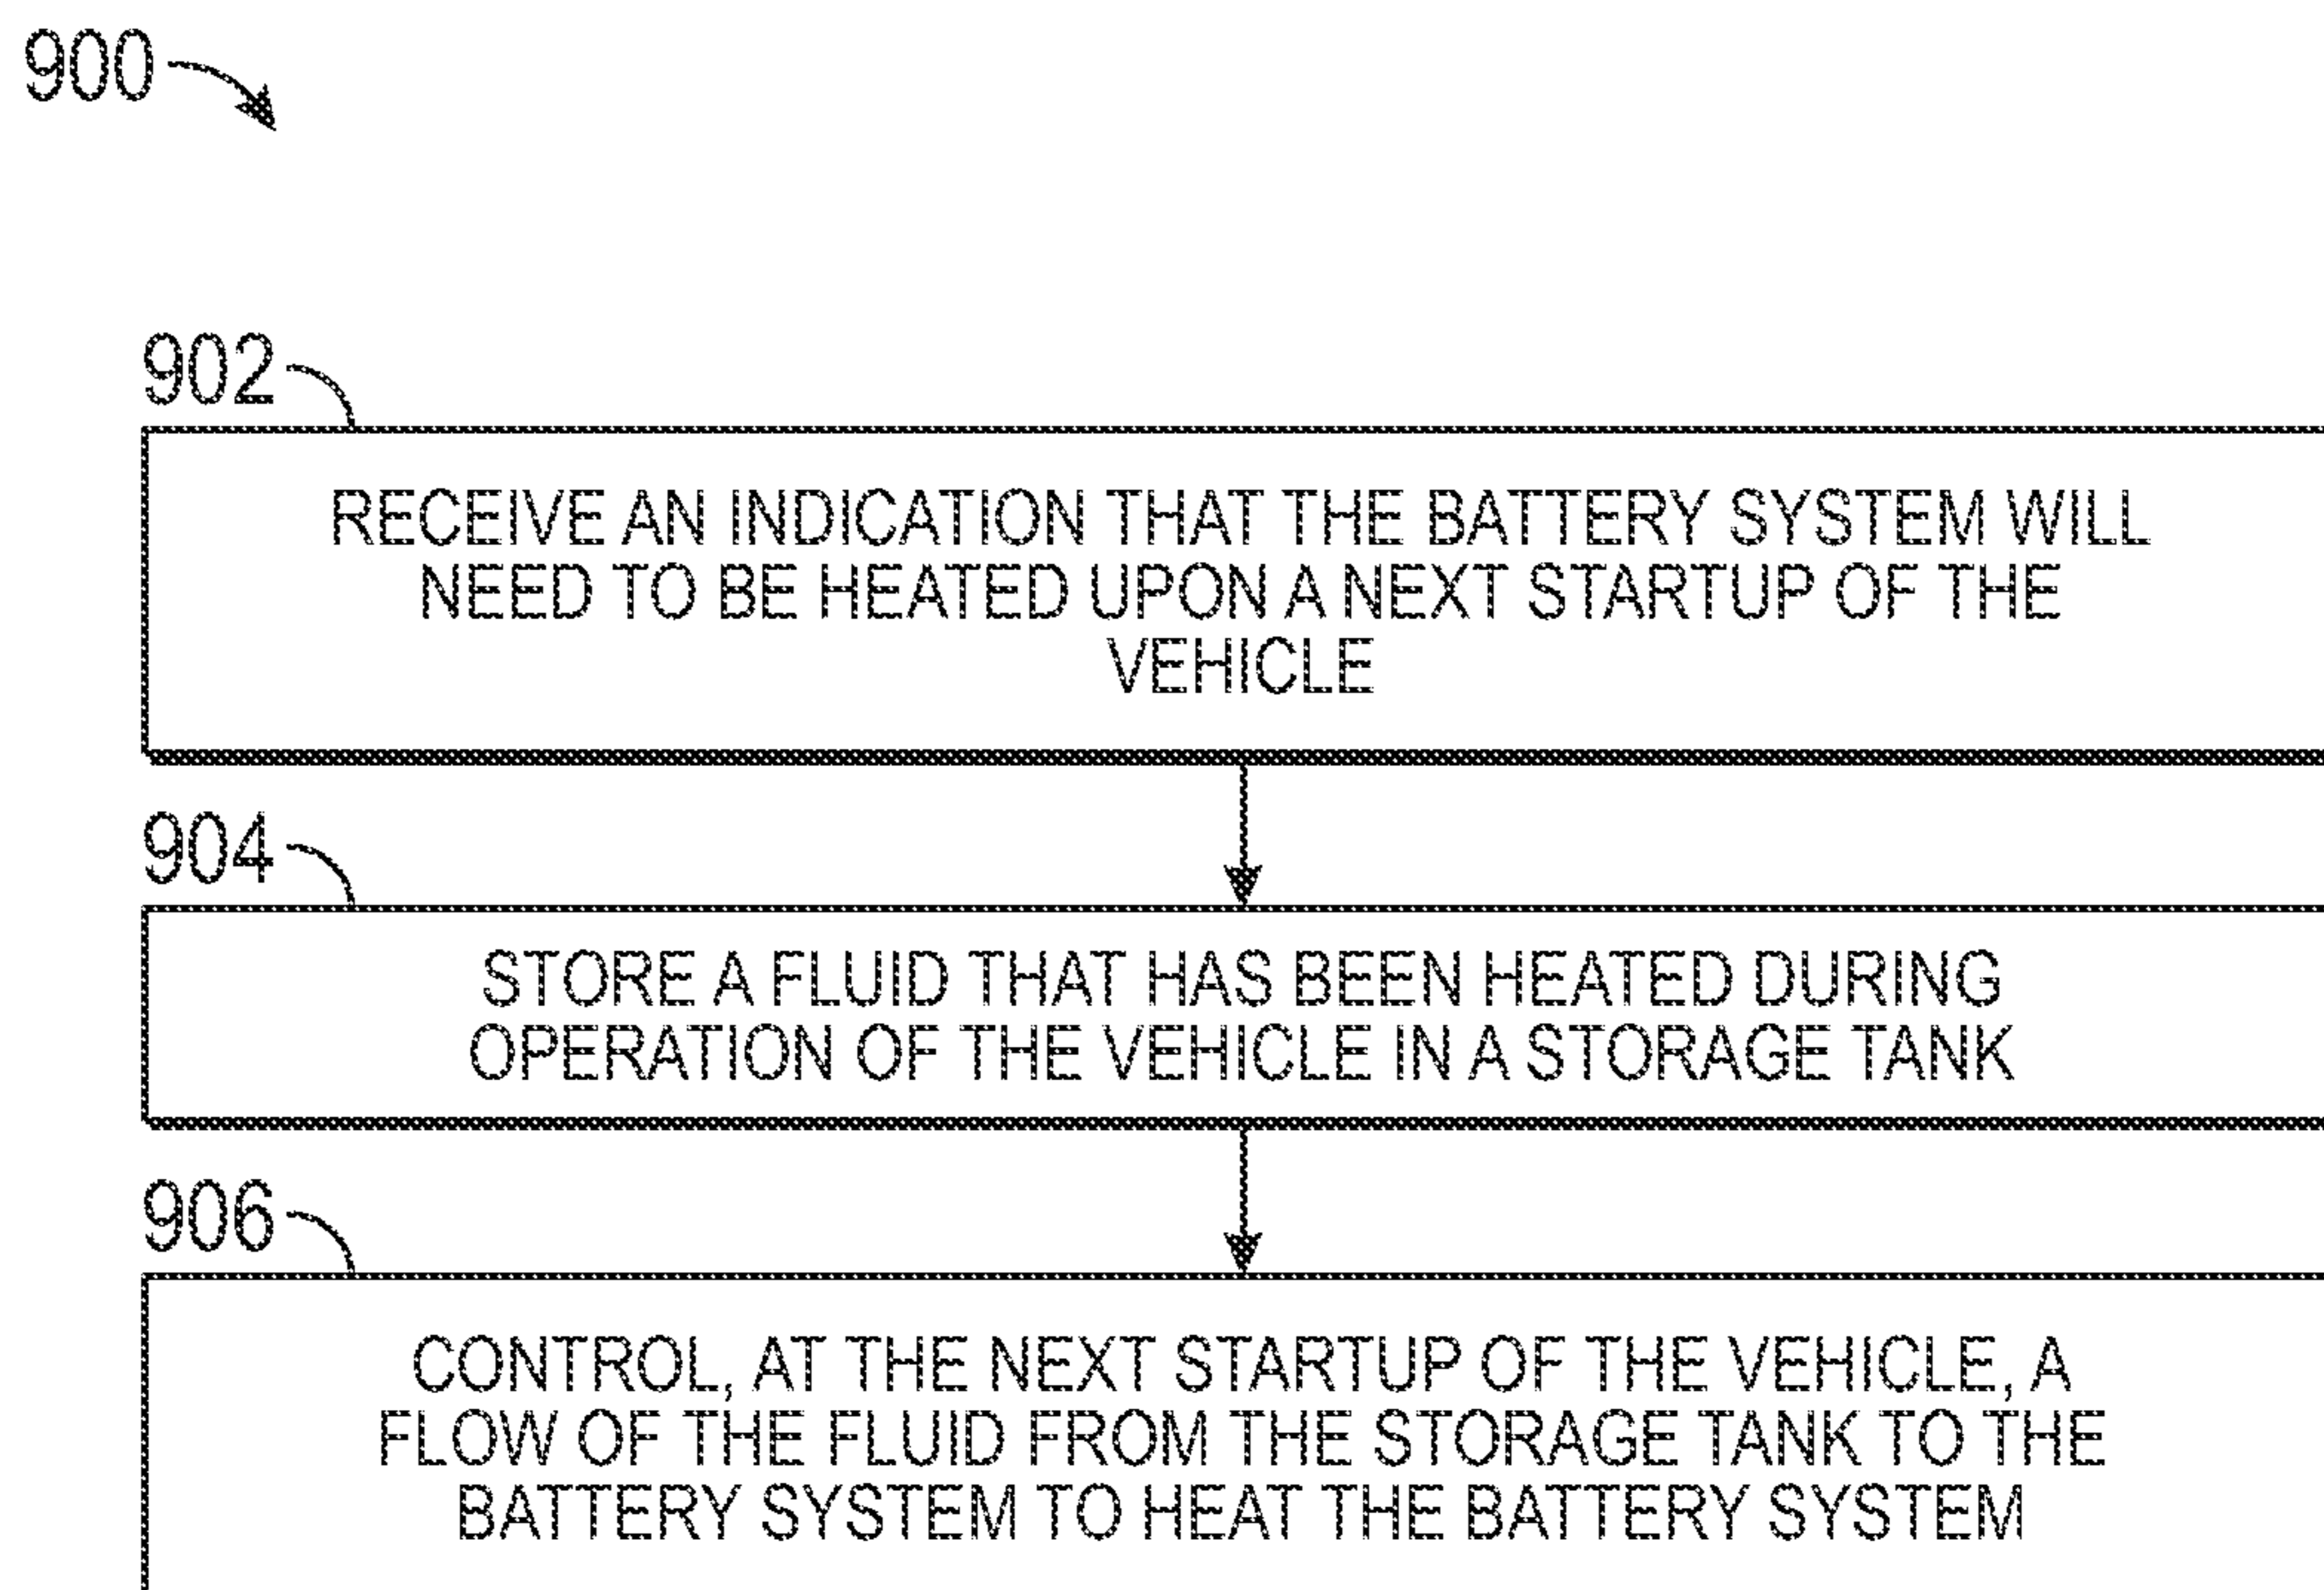 900
902
RECEIVE AN INDICATION THAT THE BATTERY SYSTEM WILL
NEED TO BE HEATED UPON A NEXT STARTUP OF THE
VEHICLE
904
STORE A FLUID THAT HAS BEEN HEATED DURING
OPERATION OF THE VEHICLE IN A STORAGE TANK
906
CONTROL, AT THE NEXT STARTUP OF THE VEHICLE, A
FLOW OF THE FLUID FROM THE STORAGE TANK TO THE
BATTERY SYSTEM TO HEAT THE BATTERY SYSTEM